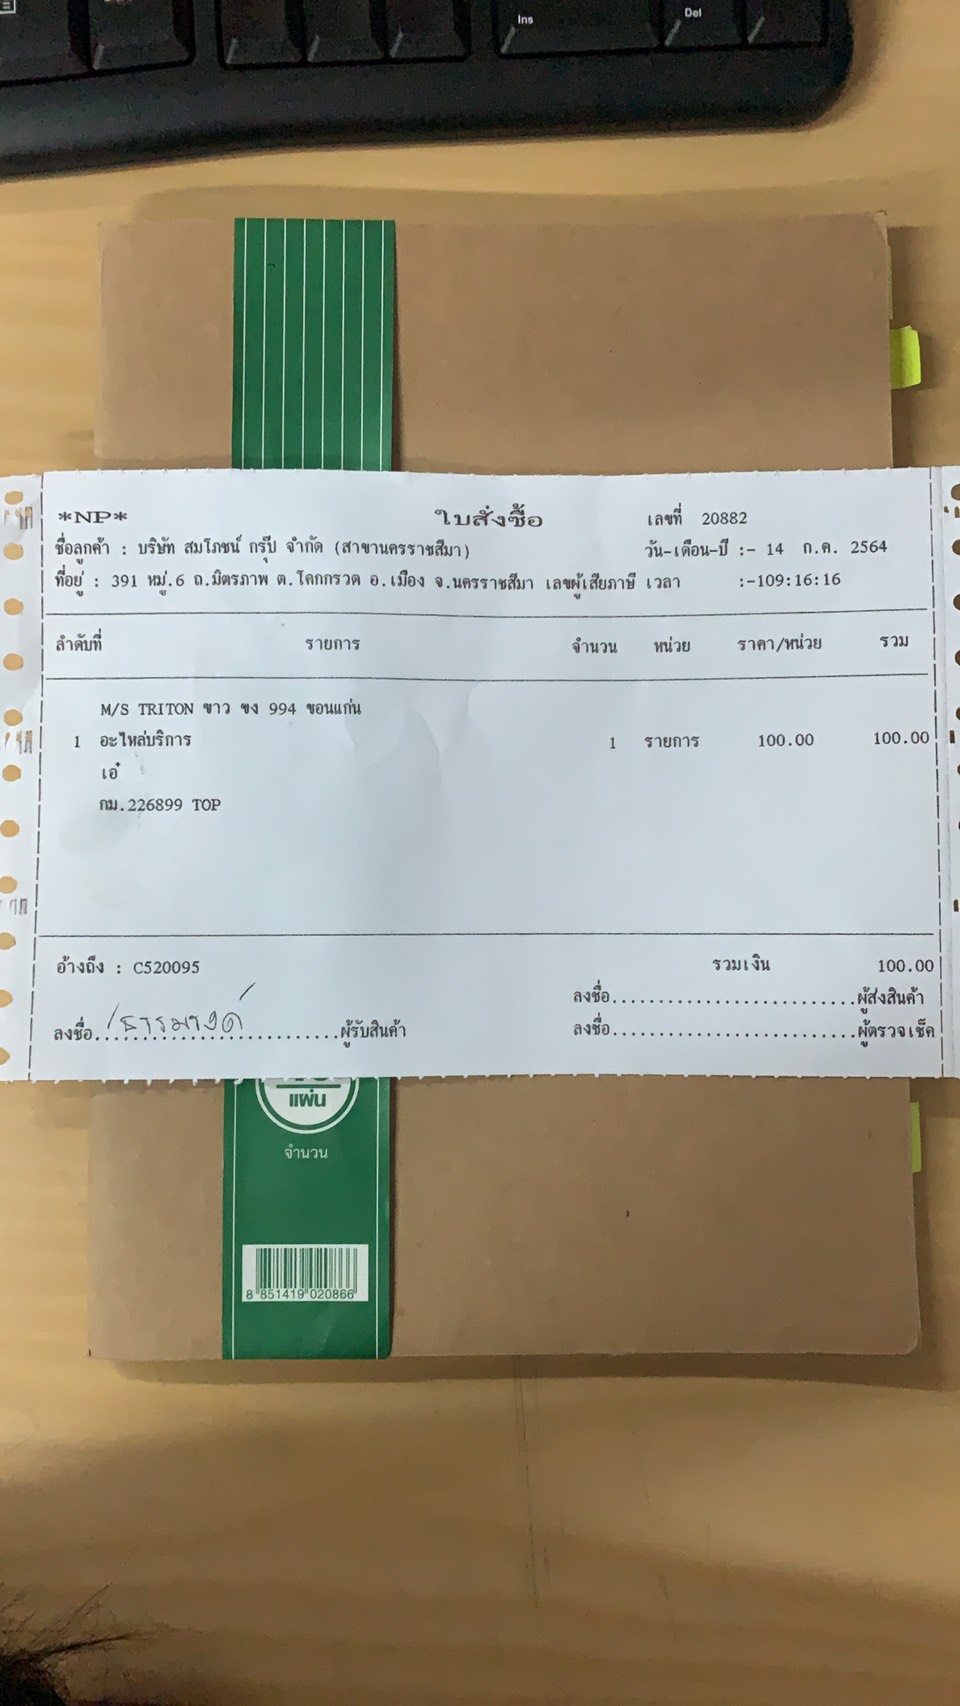 Ins
Del
*NP*
ใบสั่งซื้อ
เลขที่ 20882
ชื่อลูกค้า : บริษัท สมโภชน์ กรุ๊ป จำกัด (สาขานครราชสีมา)
วัน-เดือน-ปี :- 14 ก.ค. 2564
ที่อยู่ : 391 หมู่.6 ถ.มิตรภาพ ต.โคกกรวด อ.เมือง จ.นครราชสีมา เลขผู้เสียภาษี เวลา :-109:16:16
ลำดับที่ รายการ จำนวน หน่วย ราคา/หน่วย รวม
M/S TRITON ขาว ขง 994 ขอนแก่น
1 อะไหล่บริการ 1 รายการ 100.00 100.00
เอ๋
กม.226899 TOP
อ้างถึง : C520095
รวมเงิน 100.00
ลงชื่อ...........................ผู้ส่งสินค้า
ลงชื่อ...........................ผู้รับสินค้า
ลงชื่อ...........................ผู้ตรวจเช็ค
แผ่น
จำนวน
8 851419 020866